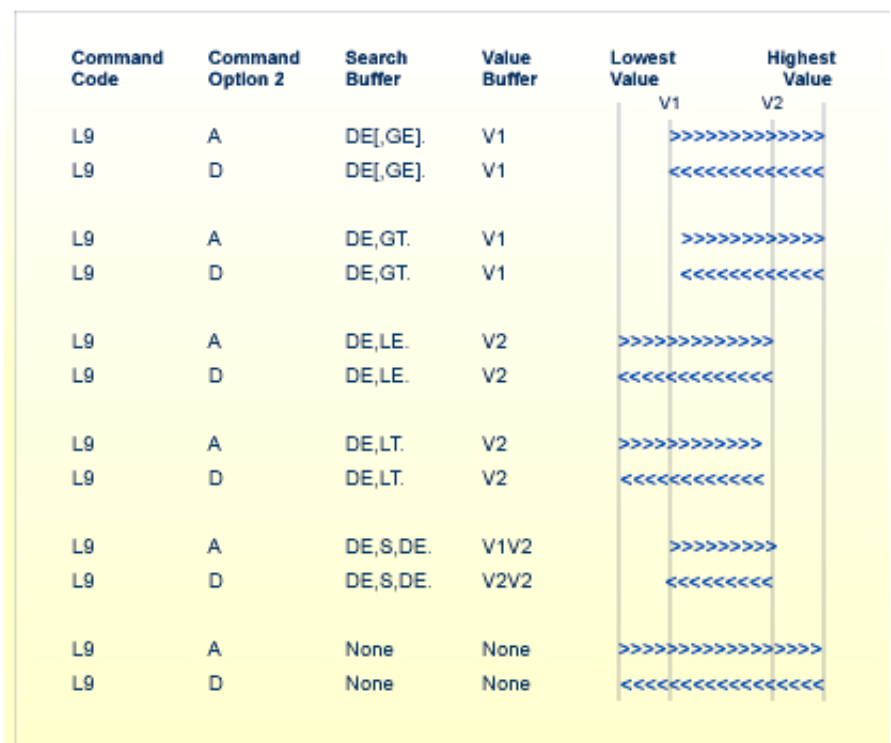 Command Command Search Value Lowest Highest
Code Option 2 Buffer Buffer Value Value
V1 V2
L9 A DE[,GE]. V1 >>>>>>>>>>>>>
L9 D DE[,GE]. V1 <<<<<<<<<<<<<
L9 A DE,GT. V1 >>>>>>>>>>>>
L9 D DE,GT. V1 <<<<<<<<<<<<
L9 A DE,LE. V2 >>>>>>>>>>>>>
L9 D DE,LE. V2 <<<<<<<<<<<<<
L9 A DE,LT. V2 >>>>>>>>>>>>
L9 D DE,LT. V2 <<<<<<<<<<<<
L9 A DE,S,DE. V1V2 >>>>>>>>>
L9 D DE,S,DE. V2V2 <<<<<<<<<
L9 A None None >>>>>>>>>>>>>>>>>
L9 D None None <<<<<<<<<<<<<<<<<